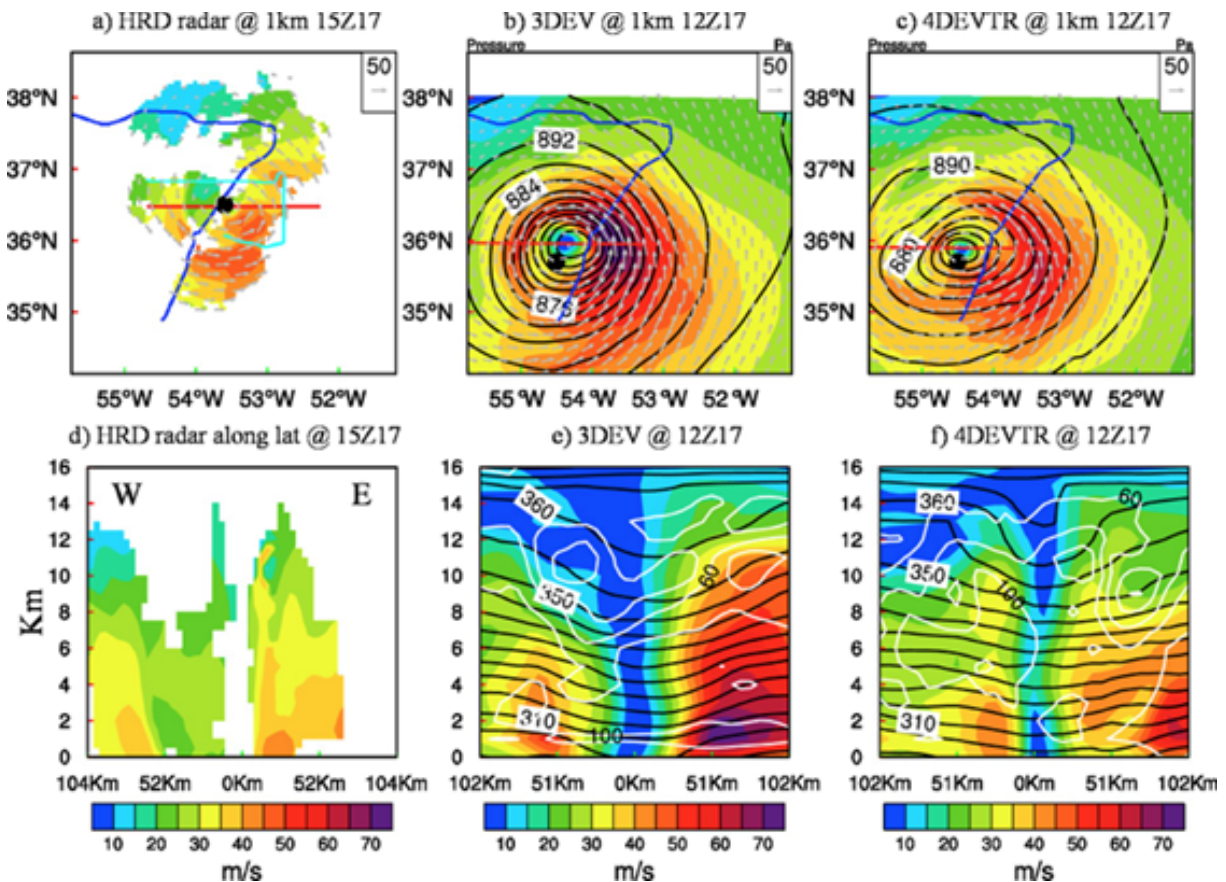 a) HRD radar @ 1km 15Z17
b) 3DEV @ 1km 12Z17
c) 4DEVTR @ 1km 12Z17
Pressure Pa
Pressure Pa
50
50
50
38°N
37°N
36°N
35°N
38°N
37°N
36°N
35°N
38°N
37°N
36°N
35°N
892
884
876
890
880
55°W 54°W 53°W 52°W
55°W 54°W 53°W 52°W
55°W 54°W 53°W 52°W
d) HRD radar along lat @ 15Z17
e) 3DEV @ 12Z17
f) 4DEVTR @ 12Z17
Km
16
14
12
10
8
6
4
2
0
W E
16
14
12
10
8
6
4
2
0
360
350
60
310
100
16
14
12
10
8
6
4
2
0
360
60
350
100
310
104Km 52Km 0Km 52Km 104Km
102Km 51Km 0Km 51Km 102Km
102Km 51Km 0Km 51Km 102Km
10 20 30 40 50 60 70
10 20 30 40 50 60 70
10 20 30 40 50 60 70
m/s
m/s
m/s